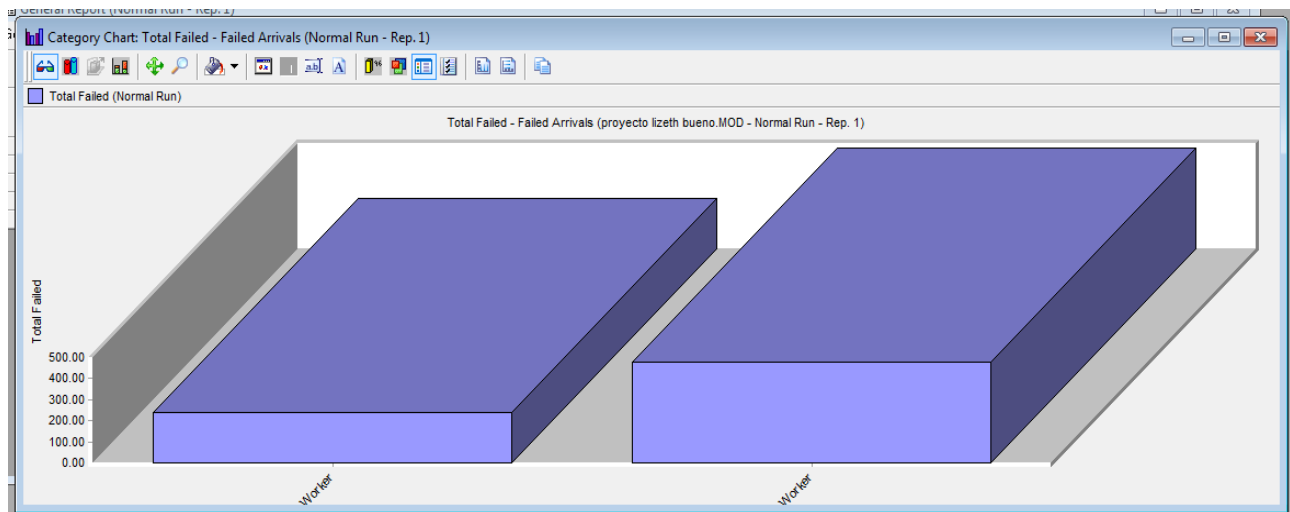 General Report (Normal Run - Rep. 1)
Category Chart: Total Failed - Failed Arrivals (Normal Run - Rep. 1)
Total Failed (Normal Run)
Total Failed - Failed Arrivals (proyecto lizeth bueno.MOD - Normal Run - Rep. 1)
Total Failed
500.00
400.00
300.00
200.00
100.00
0.00
Worker
Worker